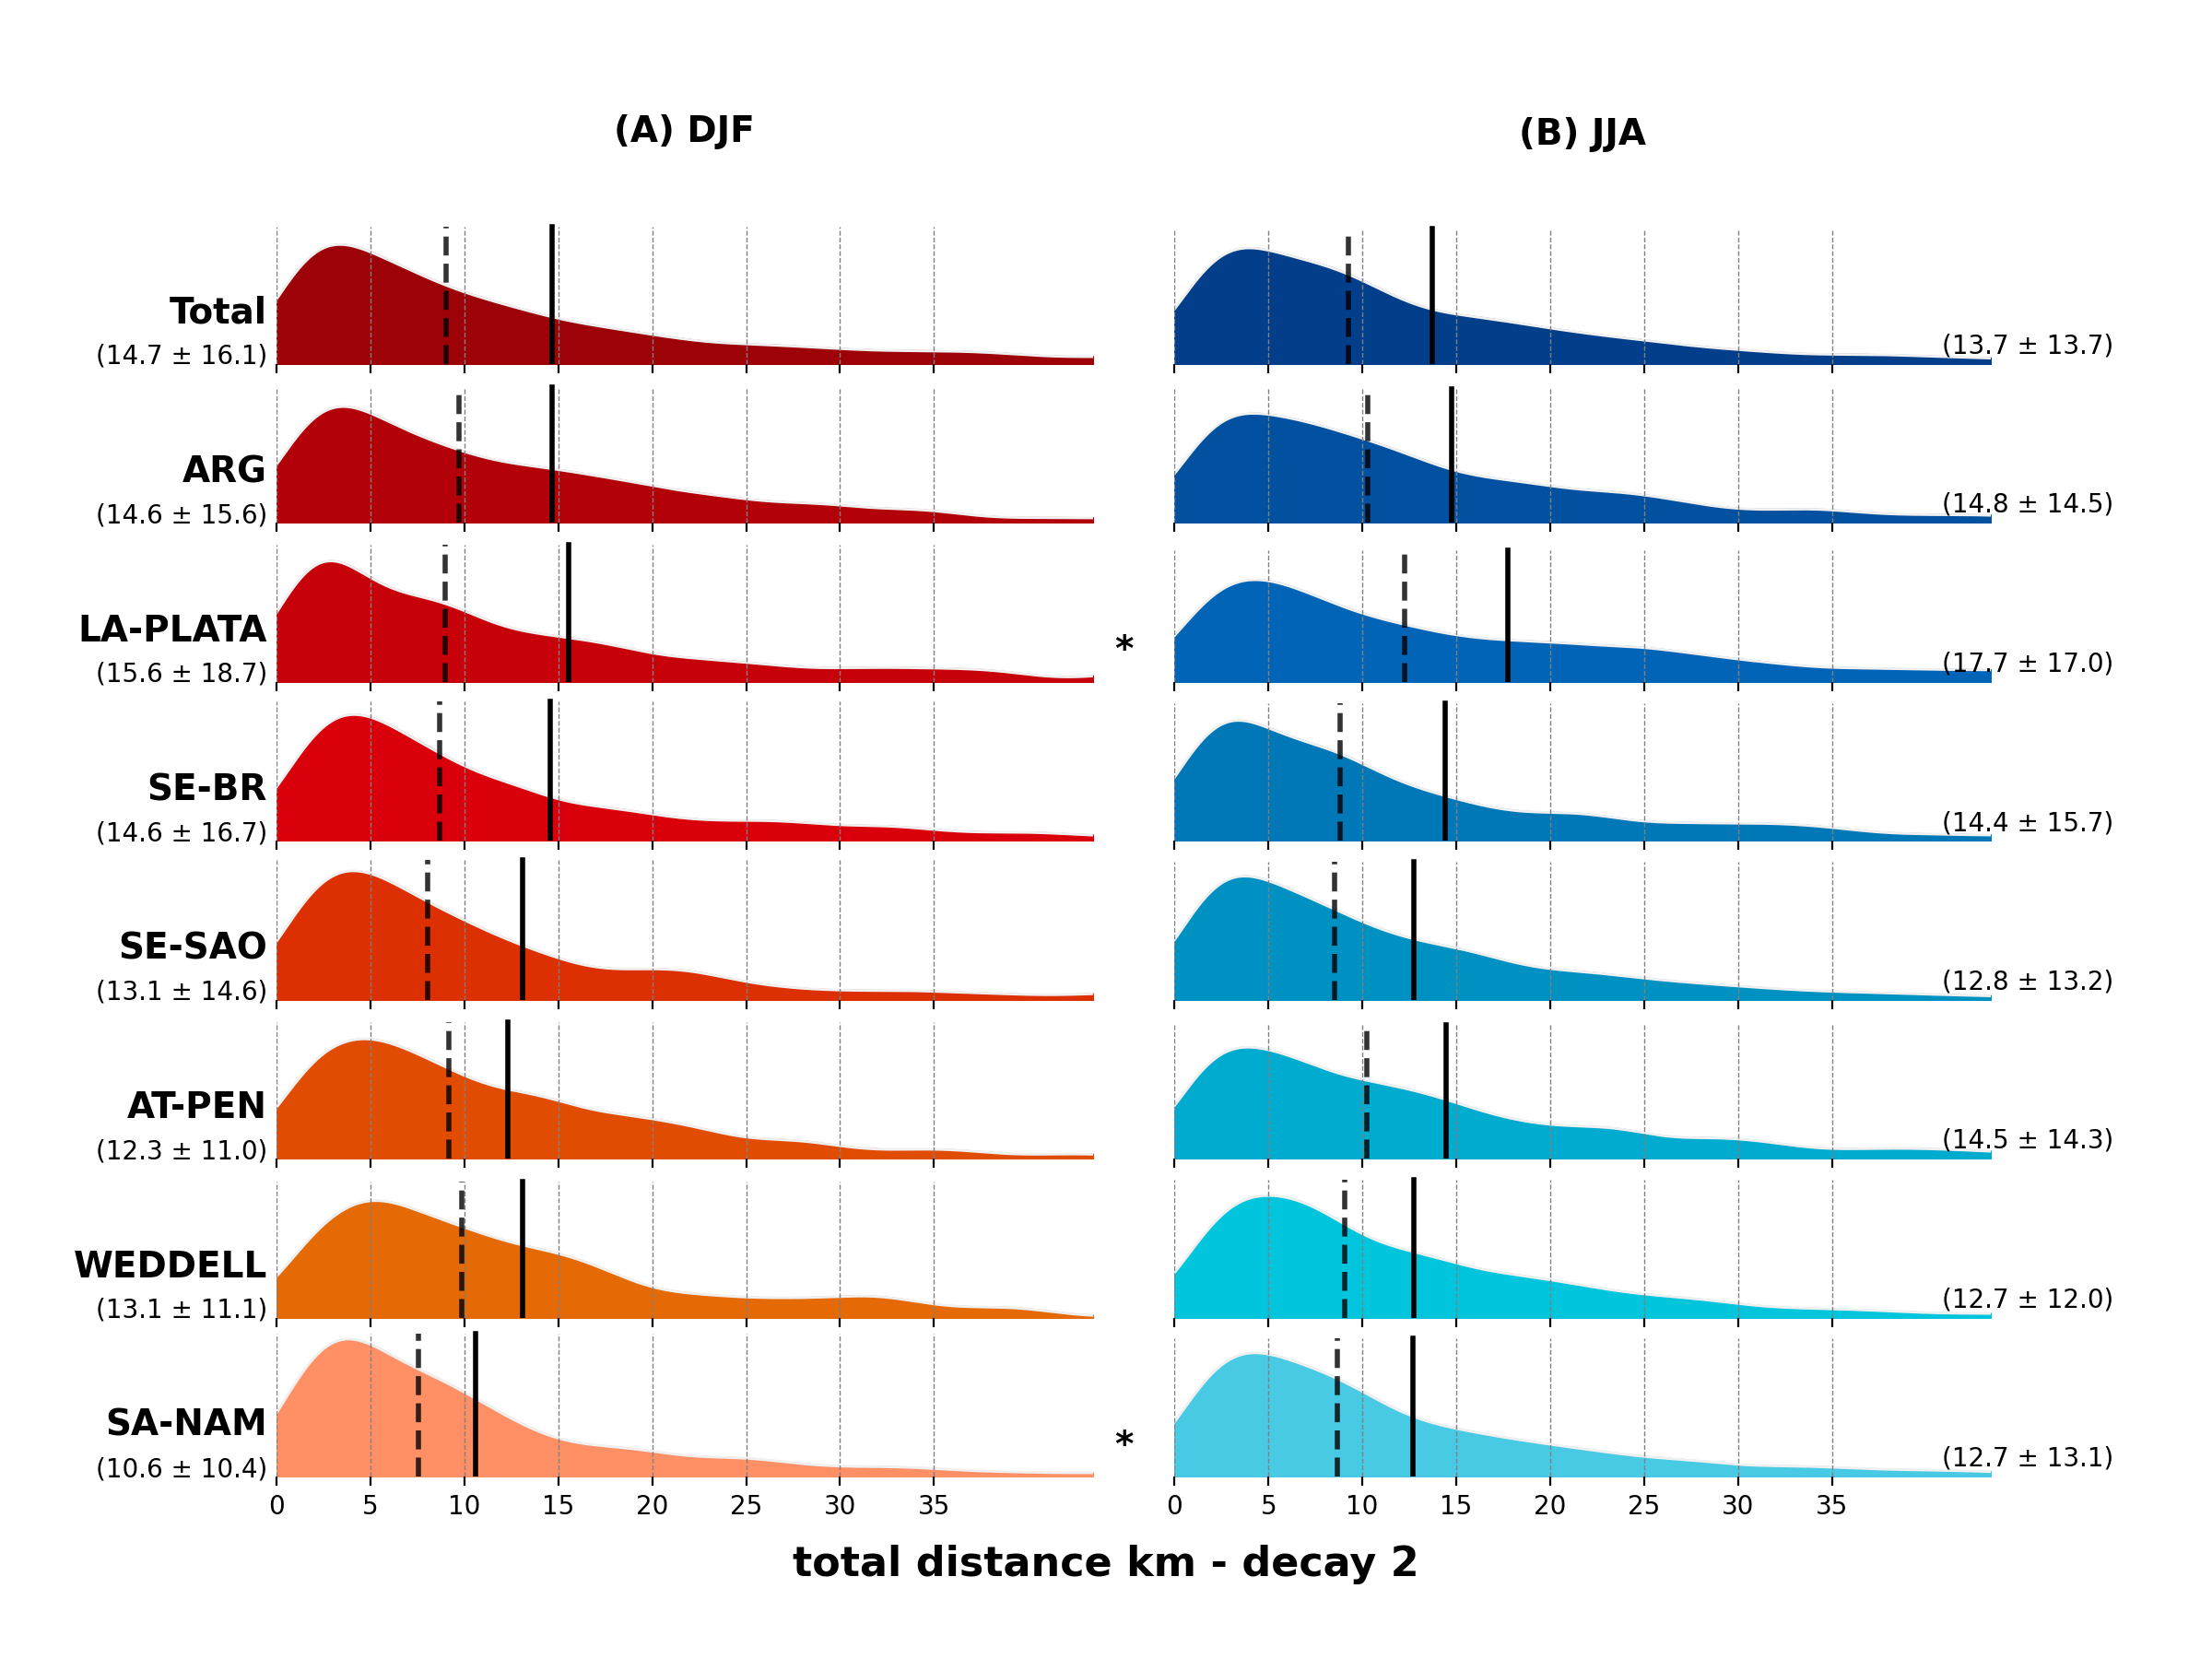 (A) DJF
(B) JJA
Total
(14.7 ± 16.1)
(13.7 ± 13.7)
ARG
(14.6 ± 15.6)
(14.8 ± 14.5)
LA-PLATA
(15.6 ± 18.7)
*
(17.7 ± 17.0)
SE-BR
(14.6 ± 16.7)
(14.4 ± 15.7)
SE-SAO
(13.1 ± 14.6)
(12.8 ± 13.2)
AT-PEN
(12.3 ± 11.0)
(14.5 ± 14.3)
WEDDELL
(13.1 ± 11.1)
(12.7 ± 12.0)
SA-NAM
(10.6 ± 10.4)
*
(12.7 ± 13.1)
0 5 10 15 20 25 30 35
0 5 10 15 20 25 30 35
total distance km - decay 2